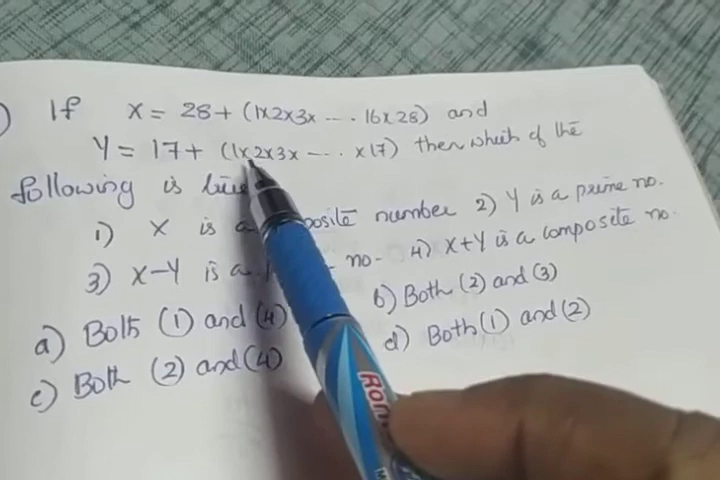 ) If x = 28 + (1x2x3x -- . 16x28) and
Y = 17 + (1x2x3x --- . x17) then which of the
following is
1) x is a number 2) Y is a prime no.
3) x-Y is a no- 4) x+Y is a composite no.
a) Both (1) and (4) b) Both (2) and (3)
c) Both (2) and (4) d) Both (1) and (2)